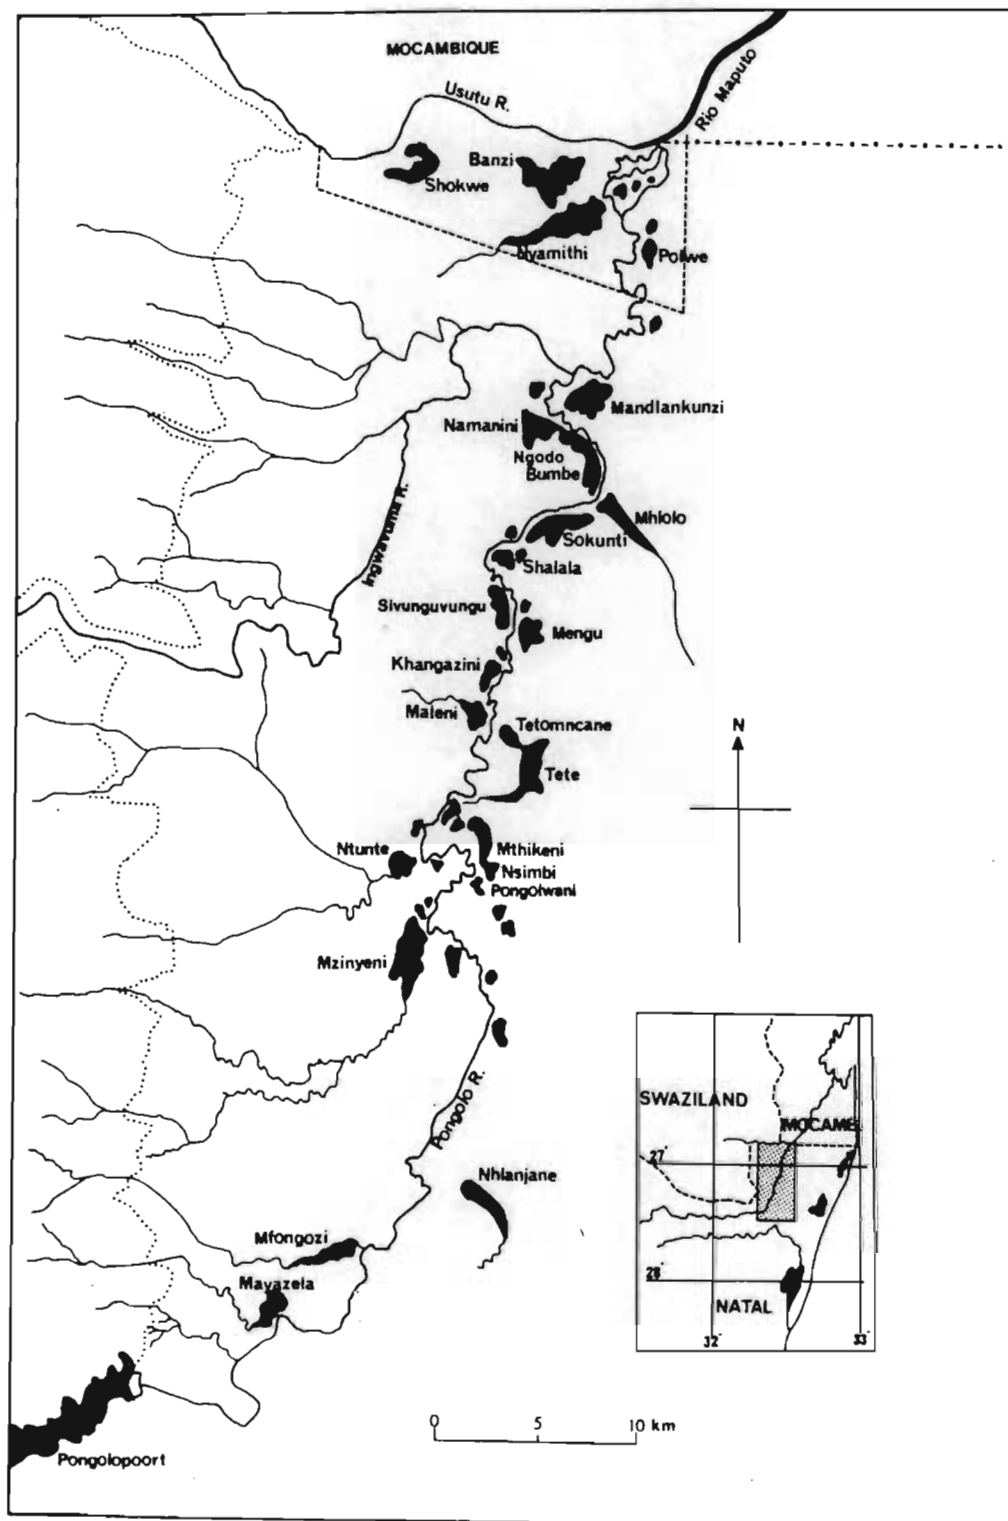 MOCAMBIQUE
Rio Maputo
Usutu R.
Banzi
Shokwe
Nyamithi
Polwe
Mandlankunzi
Namanini
Ngodo
Bumbe
Ingwavuma R.
Mhlolo
Sokunti
Shalala
Sivunguvungu
Mengu
Khangazini
Maleni
Tetomncane
N
Tete
Ntunte
Mthikeni
Nsimbi
Pongolwani
Mzinyeni
Pongolo R.
SWAZILAND
MOCAMB
27°
Nhlanjane
Mfongozi
Mayazela
28°
NATAL
32°
33°
0 5 10 km
Pongolopoort